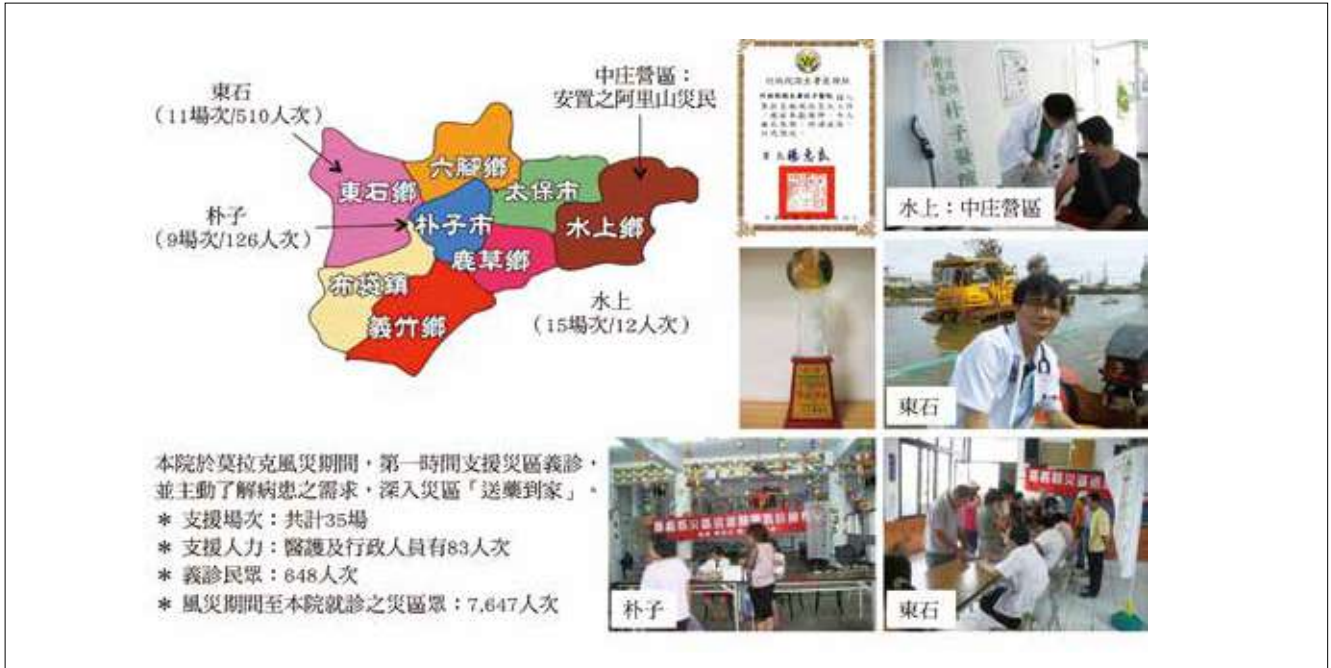 東石
（11場次/510人次）
中庄營區：
安置之阿里山災民
六腳鄉
東石鄉
太保市
朴子市
水上鄉
朴子
（9場次/126人次）
鹿草鄉
布袋鎮
義竹鄉
水上
（15場次/12人次）
水上：中庄營區
東石
本院於莫拉克風災期間，第一時間支援災區義診，
並主動了解病患之需求，深入災區「送藥到家」。
* 支援場次：共計35場
* 支援人力：醫護及行政人員有83人次
* 義診民眾：648人次
* 風災期間至本院就診之災區眾：7,647人次
朴子
東石